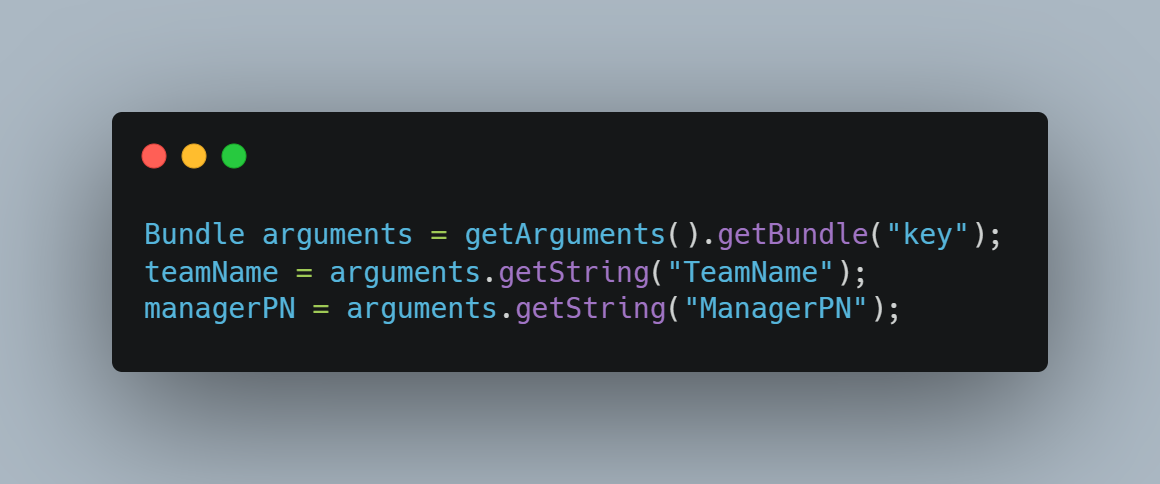 Bundle arguments = getArguments().getBundle("key");
teamName = arguments.getString("TeamName");
managerPN = arguments.getString("ManagerPN");